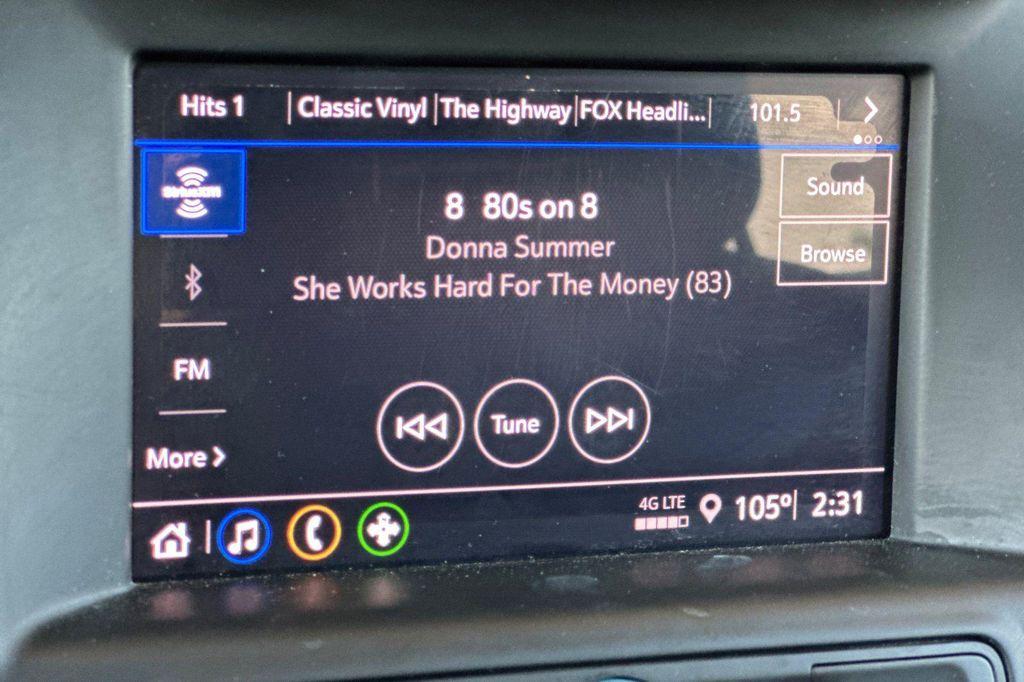 Hits 1 | Classic Vinyl | The Highway | FOX Headli... | 101.5
SiriusXM
8 80s on 8
Sound
Donna Summer
Browse
She Works Hard For The Money (83)
FM
Tune
More
4G LTE
105° | 2:31